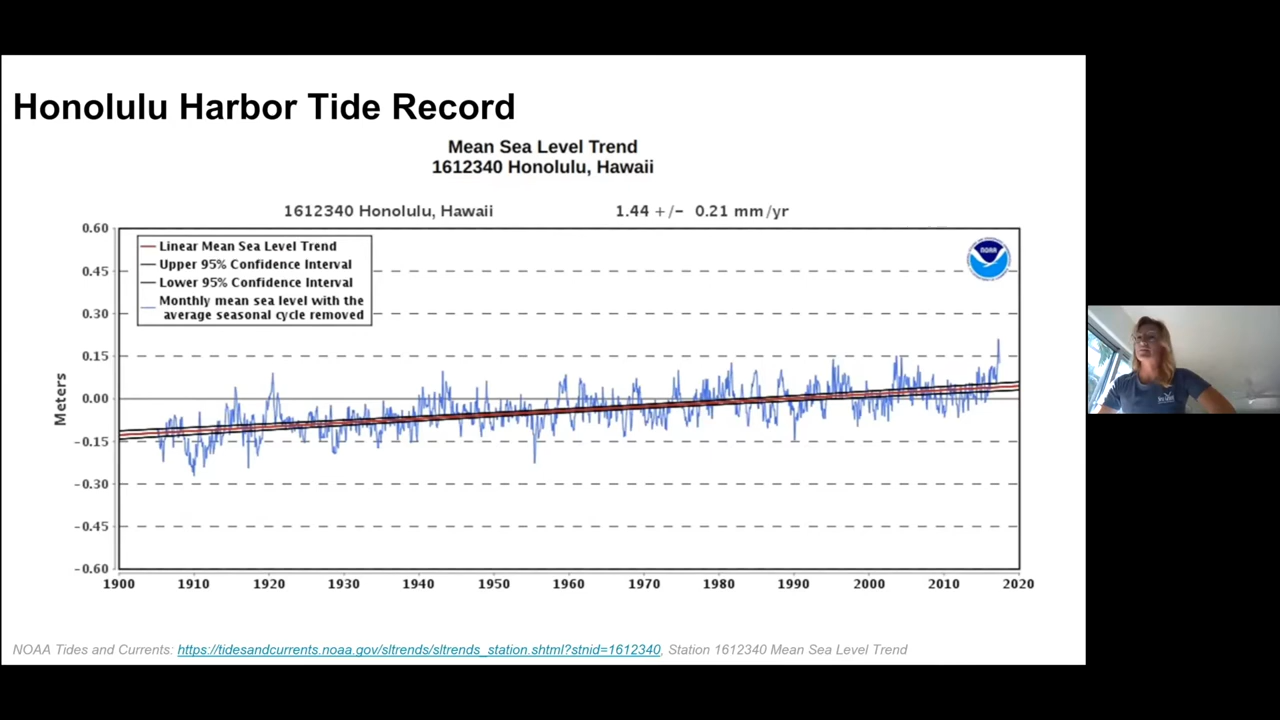 Honolulu Harbor Tide Record
Mean Sea Level Trend
1612340 Honolulu, Hawaii
1612340 Honolulu, Hawaii 1.44 +/- 0.21 mm/yr
Linear Mean Sea Level Trend
Upper 95% Confidence Interval
Lower 95% Confidence Interval
Monthly mean sea level with the
average seasonal cycle removed
NOAA
Meters
0.60
0.45
0.30
0.15
0.00
-0.15
-0.30
-0.45
-0.60
1900 1910 1920 1930 1940 1950 1960 1970 1980 1990 2000 2010 2020
NOAA Tides and Currents: https://tidesandcurrents.noaa.gov/sltrends/sltrends_station.shtml?stnid=1612340, Station 1612340 Mean Sea Level Trend